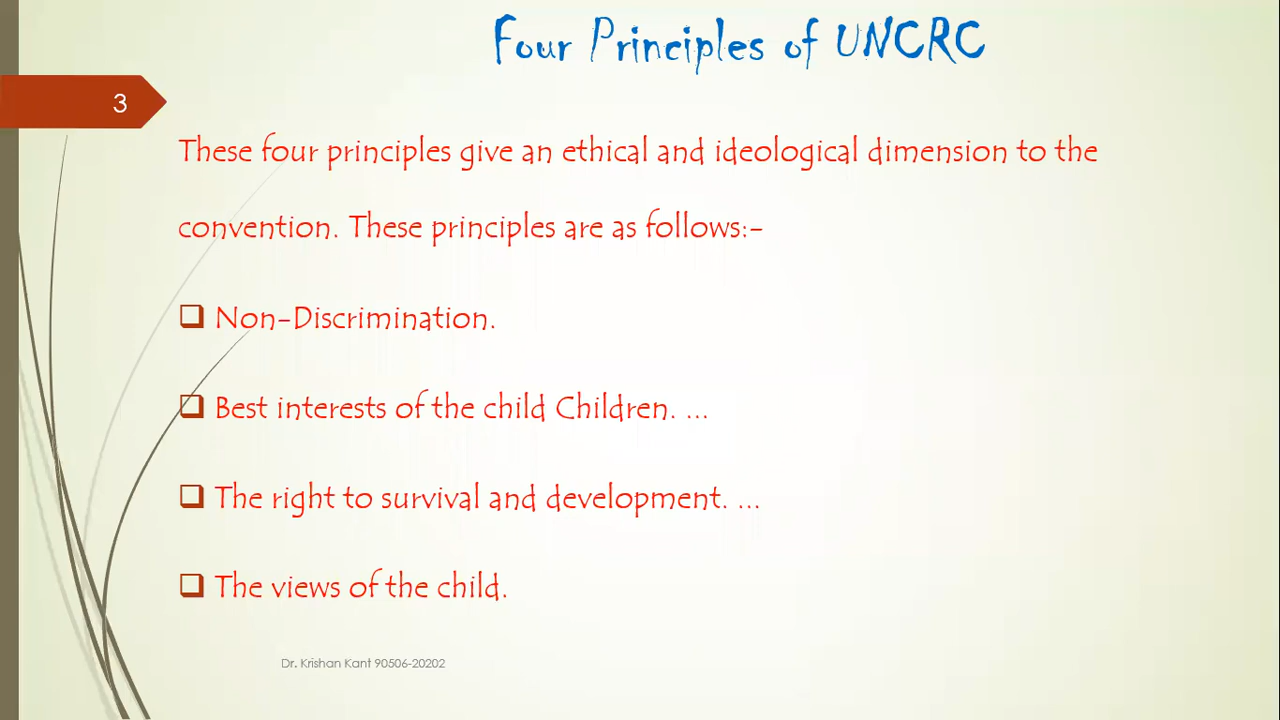 Four Principles of UNCRC
3
These four principles give an ethical and ideological dimension to the
convention. These principles are as follows:-
Non-Discrimination.
Best interests of the child Children. ...
The right to survival and development. ...
The views of the child.
Dr. Krishan Kant 90506-20202